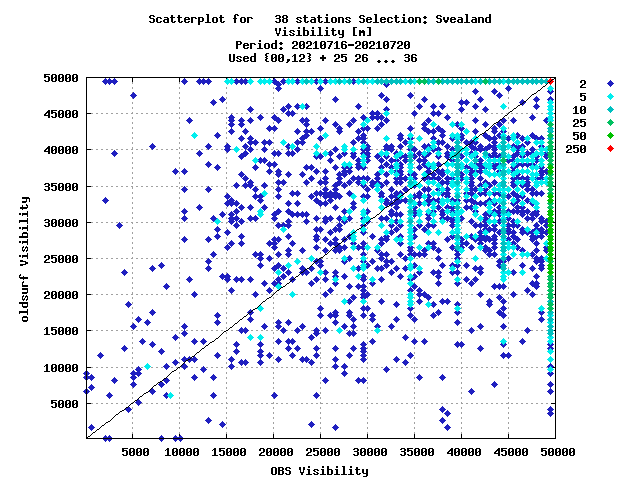 Scatterplot for   38 stations Selection: Svealand
Visibility [m]
Period: 20210716-20210720
Used {00,12} + 25 26 ... 36
50000
45000
40000
35000
30000
25000
20000
15000
10000
5000
oldsurf Visibility
2
5
10
25
50
250
5000 10000 15000 20000 25000 30000 35000 40000 45000 50000
OBS Visibility